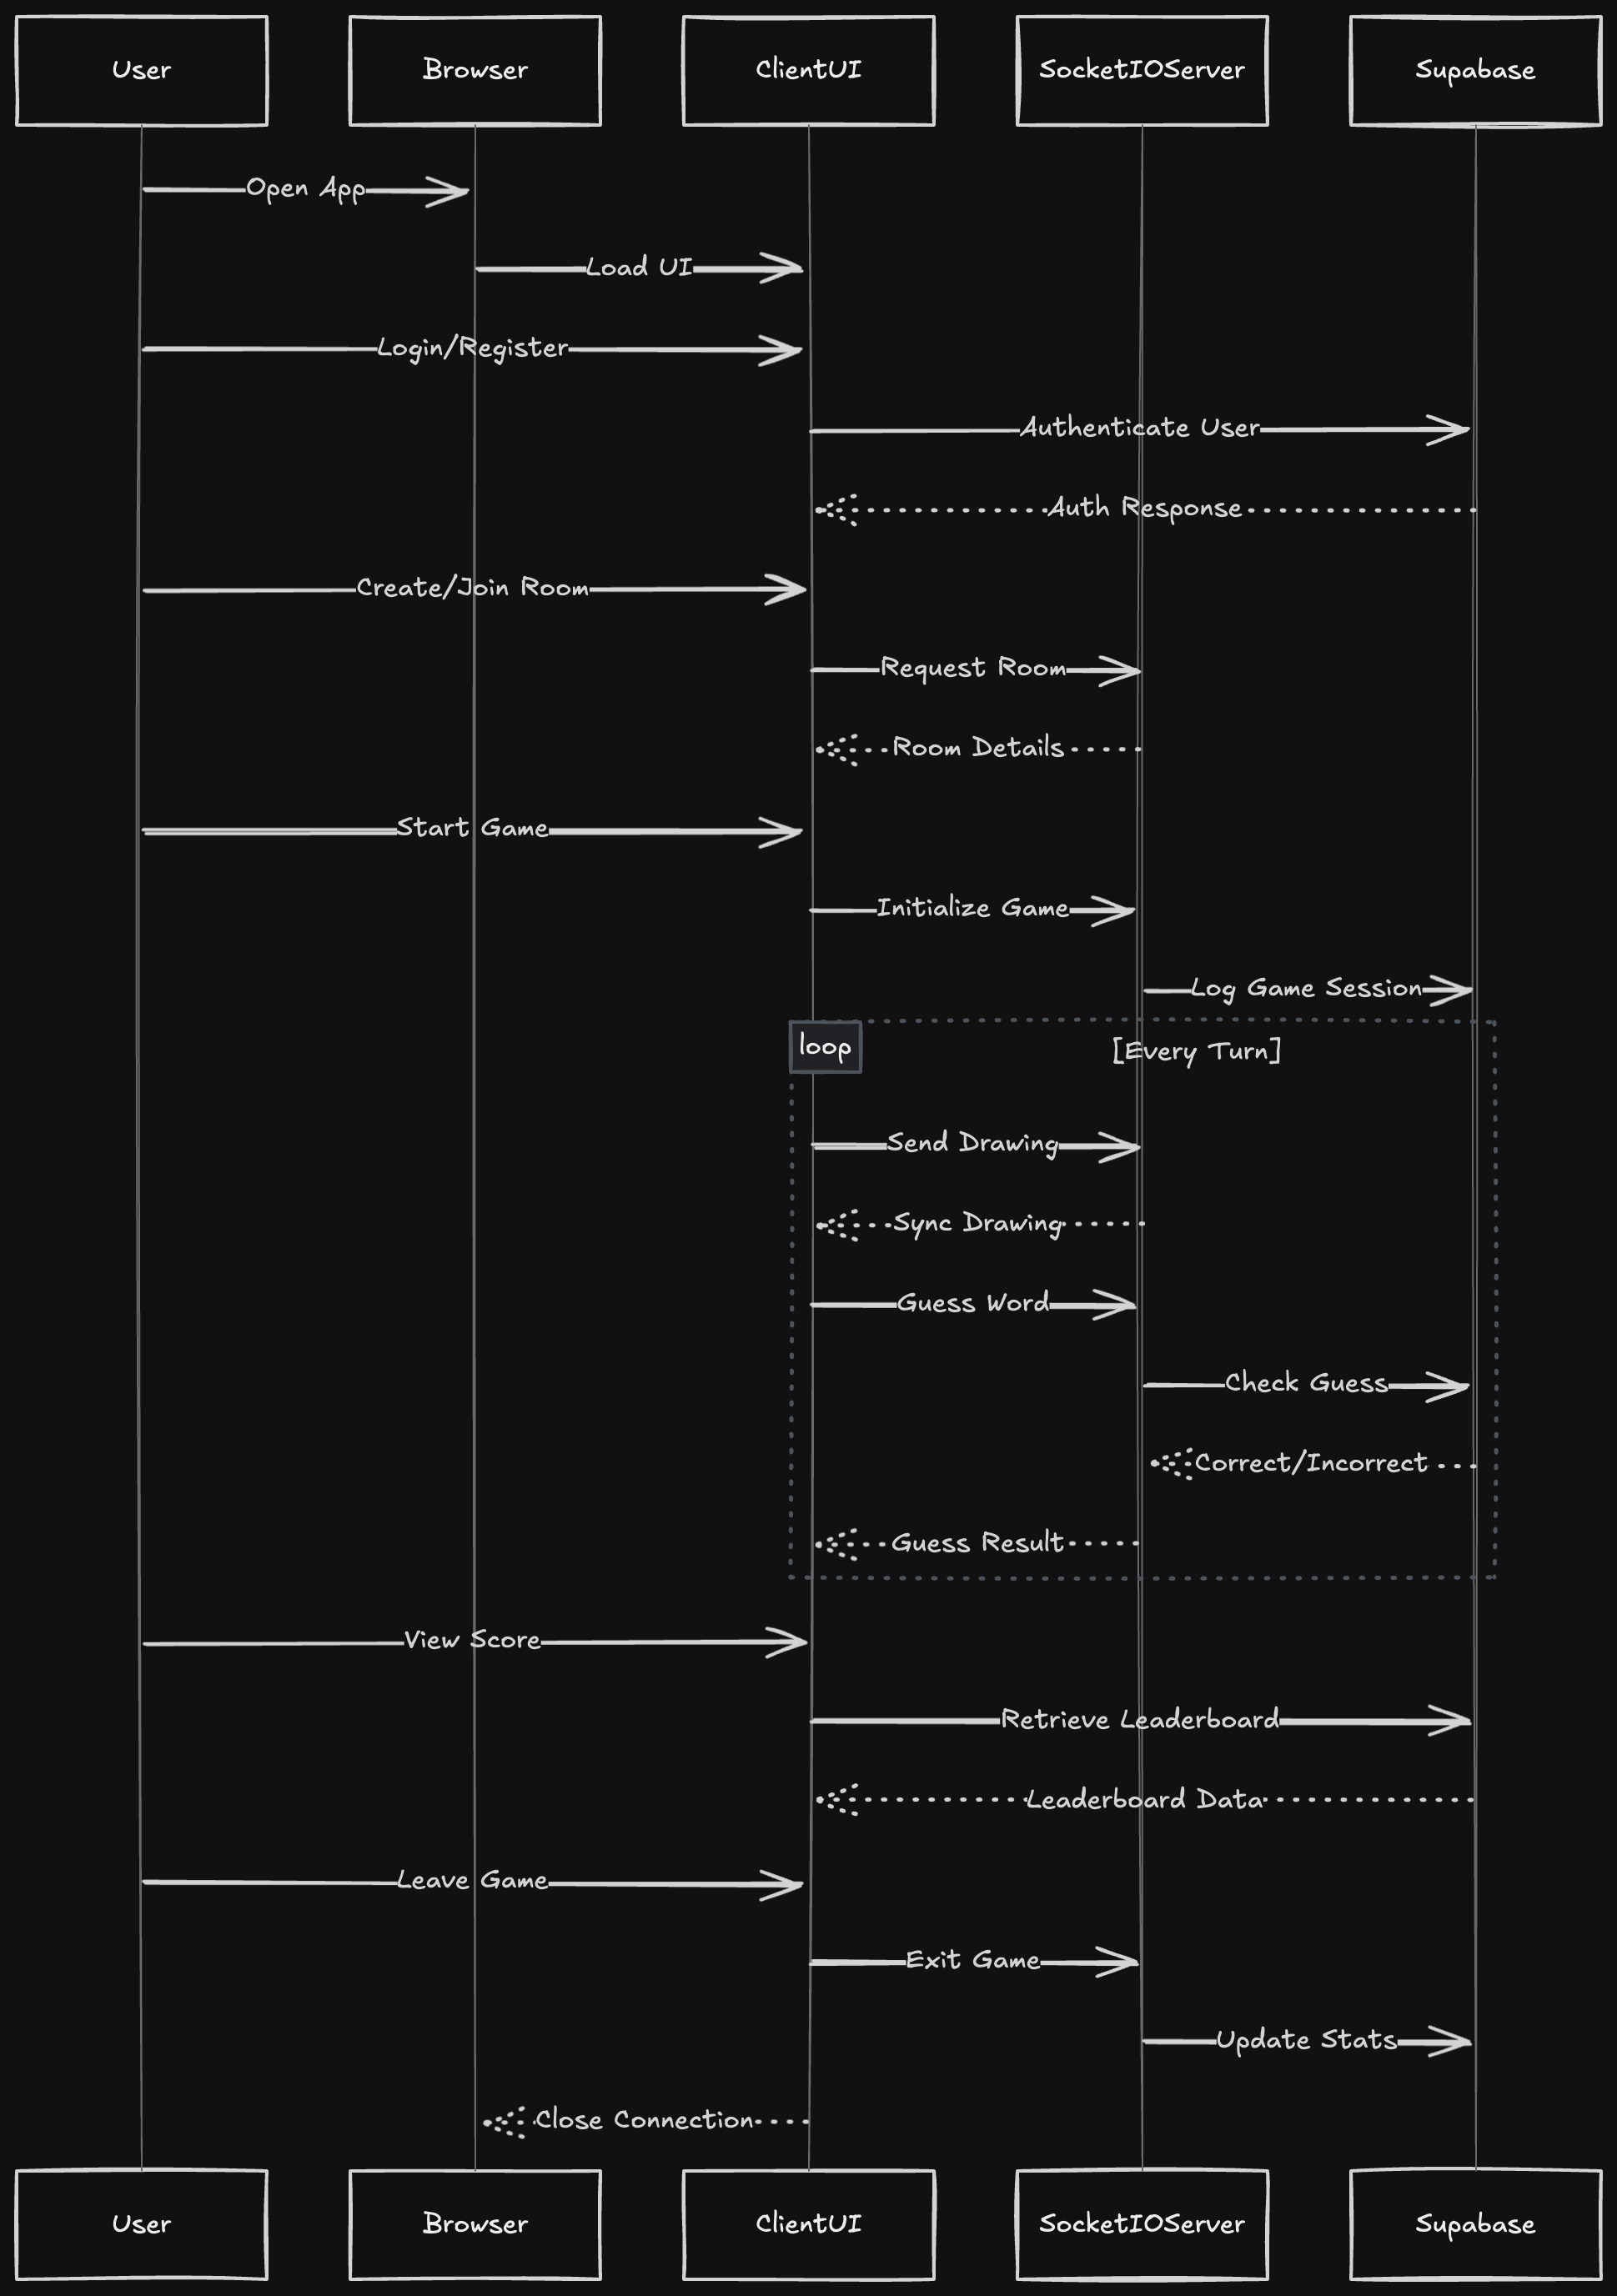 User
Browser
ClientUI
SocketIOServer
Supabase
Open App
Load UI
Login/Register
Authenticate User
Auth Response
Create/Join Room
Request Room
Room Details
Start Game
Initialize Game
Log Game Session
loop
[Every Turn]
Send Drawing
Sync Drawing
Guess Word
Check Guess
Correct/Incorrect
Guess Result
View Score
Retrieve Leaderboard
Leaderboard Data
Leave Game
Exit Game
Update Stats
Close Connection
User
Browser
ClientUI
SocketIOServer
Supabase